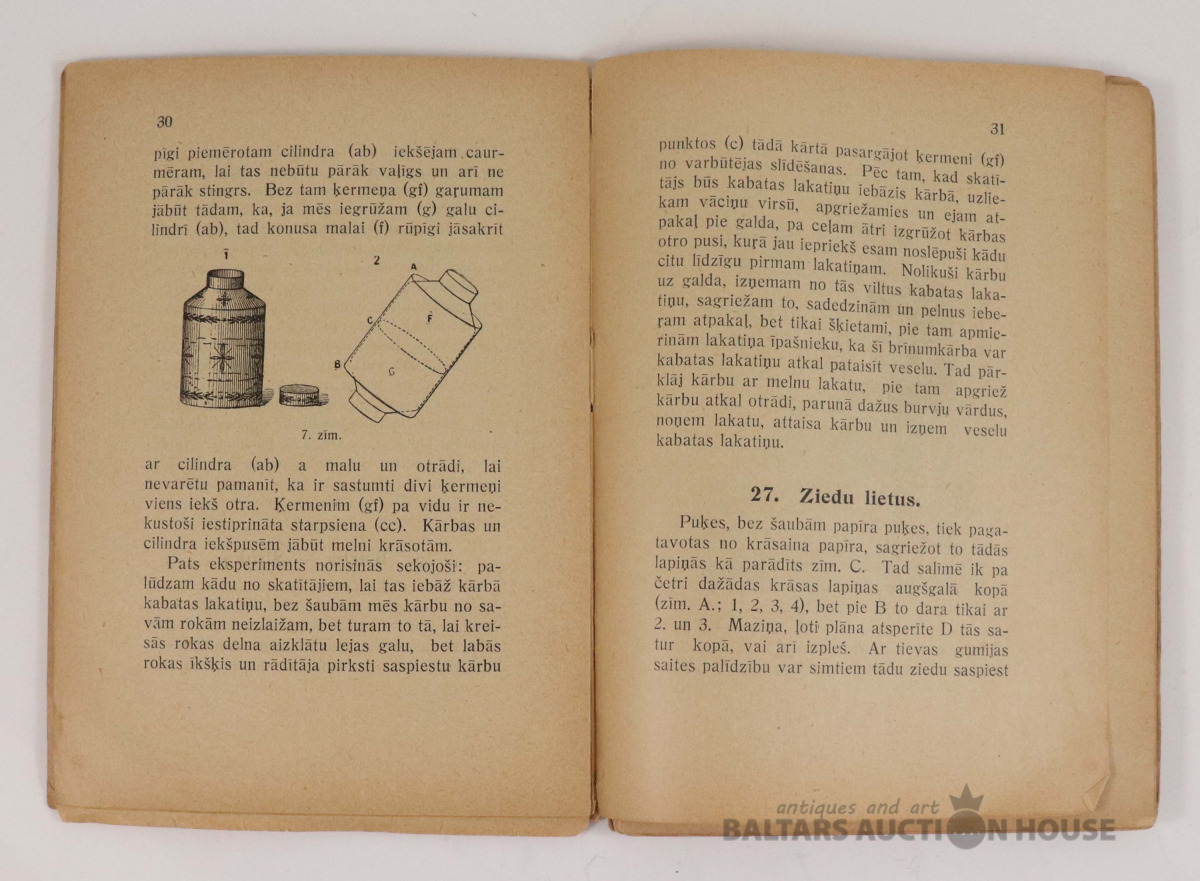 30
pīgi piemērotam cilindra (ab) iekšējam caur-
mēram, lai tas nebūtu pārāk vaļīgs un arī ne
pārāk stingrs. Bez tam ķermeņa (gf) gaŗumam
jābūt tādam, ka, ja mēs iegrūžam (g) galu ci-
lindrī (ab), tad konusa malai (f) rūpīgi jāsakrīt
1
2
A
C
F
B
G
7. zīm.
ar cilindra (ab) a malu un otrādi, lai
nevarētu pamanīt, ka ir sastumti divi ķermeņi
viens iekš otra. Ķermenim (gf) pa vidu ir ne-
kustoši iestiprināta starpsiena (cc). Kārbas un
cilindra iekšpusēm jābūt melni krāsotām.
Pats eksperiments norisinās sekojoši: pa-
lūdzam kādu no skatītājiem, lai tas iebāž kārbā
kabatas lakatiņu, bez šaubām mēs kārbu no sa-
vām rokām neizlaižam, bet turam to tā, lai krei-
sās rokas delna aizklātu lejas galu, bet labās
rokas īkšķis un rādītāja pirksti saspiestu kārbu
31
punktos (c) tādā kārtā pasargājot ķermeni (gf)
no varbūtējas slīdēšanas. Pēc tam, kad skatī-
tājs būs kabatas lakatiņu iebāzis kārbā, uzlie-
kam vāciņu virsū, apgriežamies un ejam at-
pakaļ pie galda, pa ceļam ātri izgrūžot kārbas
otro pusi, kuŗā jau iepriekš esam noslēpuši kādu
citu līdzīgu pirmam lakatiņam. Nolikuši kārbu
uz galda, izņemam no tās viltus kabatas laka-
tiņu, sagriežam to, sadedzinām un pelnus iebe-
ŗam atpakaļ, bet tikai šķietami, pie tam apmie-
rinām lakatiņa īpašnieku, ka šī brīnumkārba var
kabatas lakatiņu atkal pataisīt veselu. Tad pār-
klāj kārbu ar melnu lakatu, pie tam apgriež
kārbu atkal otrādi, parunā dažus burvju vārdus,
noņem lakatu, attaisa kārbu un izņem veselu
kabatas lakatiņu.
27. Ziedu lietus.
Puķes, bez šaubām papīra puķes, tiek paga-
tavotas no krāsaina papīra, sagriežot to tādās
lapiņās kā parādīts zīm. C. Tad salīmē ik pa
četri dažādas krāsas lapiņas augšgalā kopā
(zīm. A.; 1, 2, 3, 4), bet pie B to dara tikai ar
2. un 3. Maziņa, ļoti plāna atsperīte D tās sa-
tur kopā, vai arī izpleš. Ar tievas gumijas
saites palīdzību var simtiem tādu ziedu saspiest
antiques and art
BALTARS AUCTION HOUSE